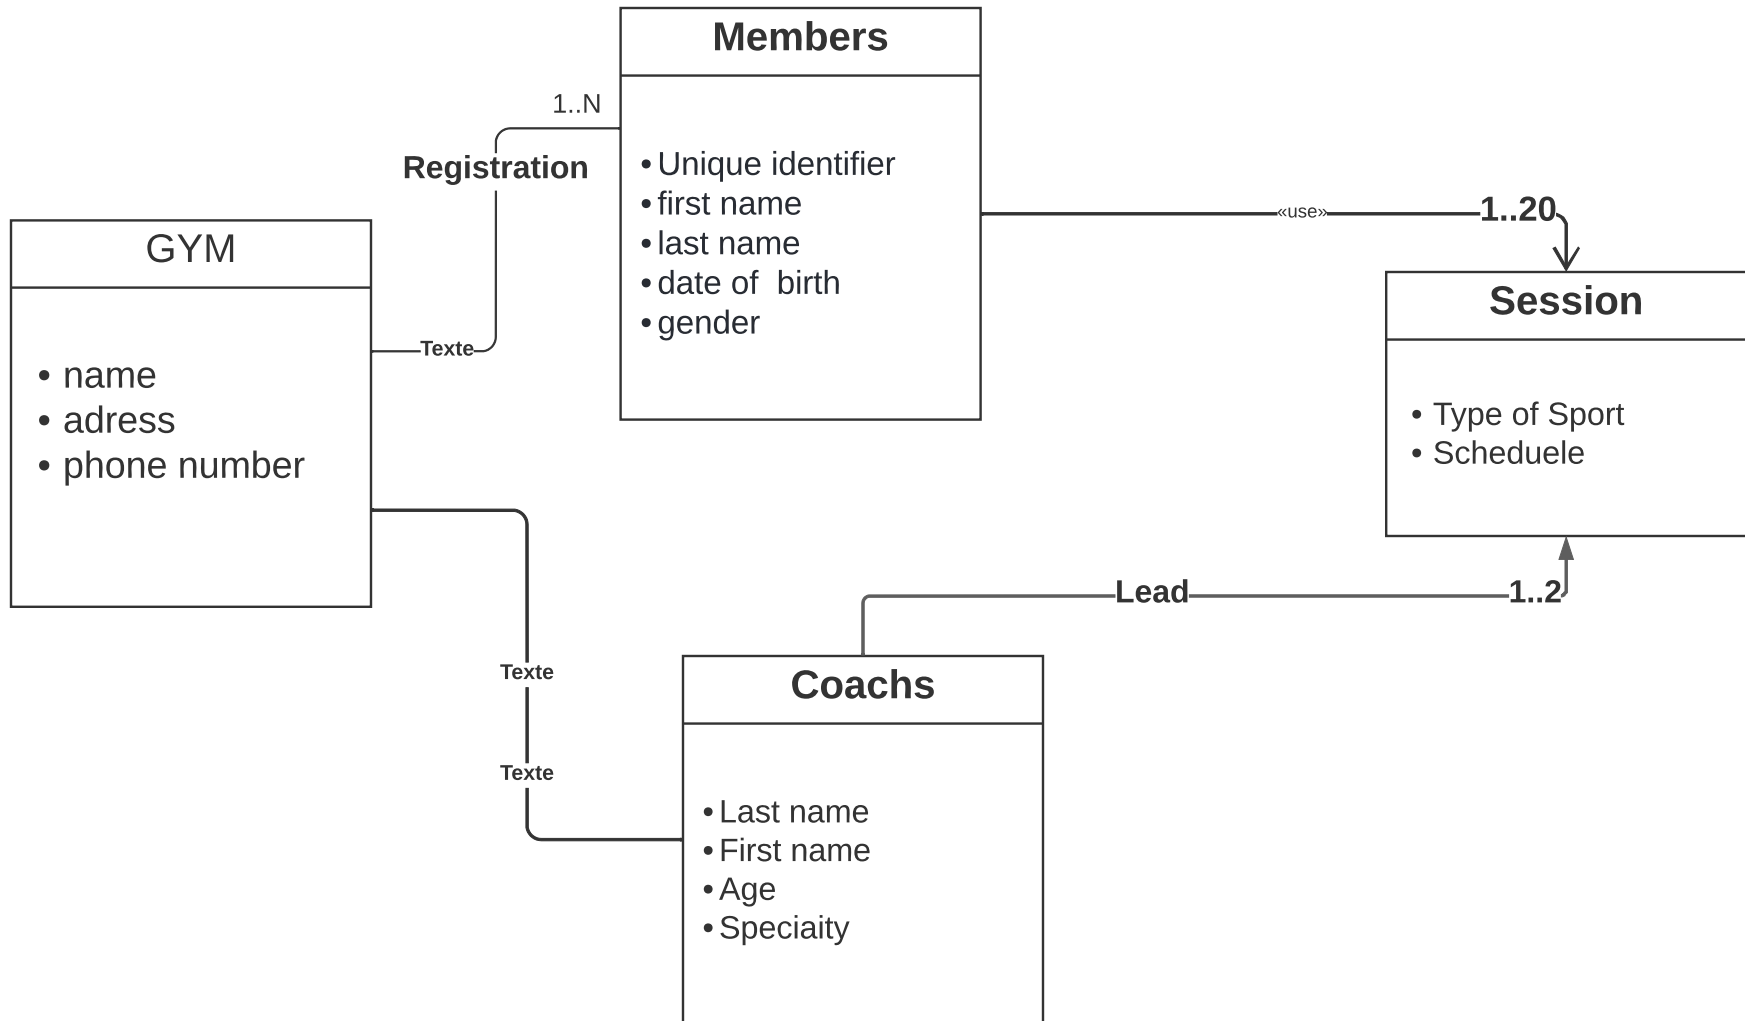 Members
1..N
Registration
• Unique identifier
• first name
• last name
• date of  birth
• gender
«use»
1..20
GYM
• name
• adress
• phone number
Texte
Session
• Type of Sport
• Scheduele
Lead
1..2
Texte
Texte
Coachs
• Last name
• First name
• Age
• Speciaity